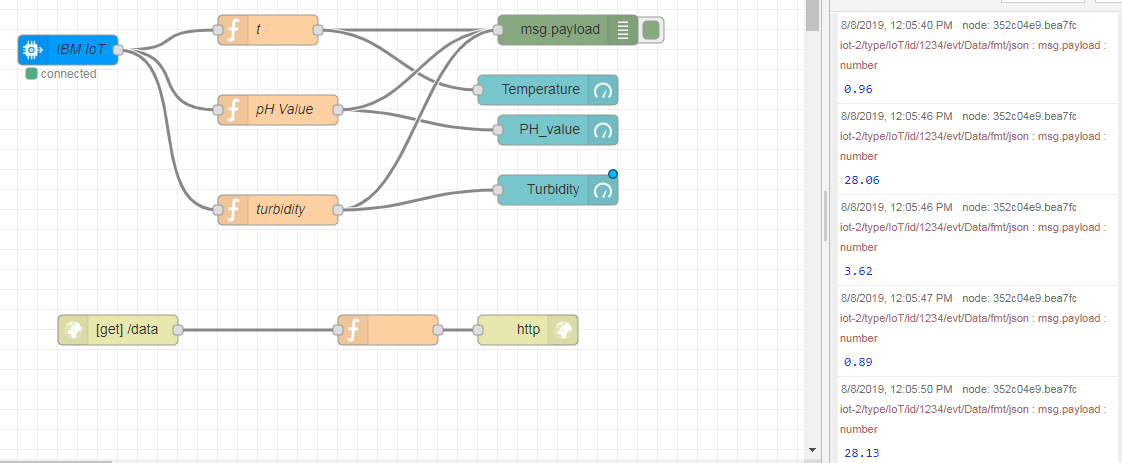 t
msg.payload
IBM IoT
connected
Temperature
pH Value
PH_value
turbidity
Turbidity
[get] /data
http
8/8/2019, 12:05:40 PM node: 352c04e9.bea7fc
iot-2/type/IoT/id/1234/evt/Data/fmt/json : msg.payload :
number
0.96
8/8/2019, 12:05:46 PM node: 352c04e9.bea7fc
iot-2/type/IoT/id/1234/evt/Data/fmt/json : msg.payload :
number
28.06
8/8/2019, 12:05:46 PM node: 352c04e9.bea7fc
iot-2/type/IoT/id/1234/evt/Data/fmt/json : msg.payload :
number
3.62
8/8/2019, 12:05:47 PM node: 352c04e9.bea7fc
iot-2/type/IoT/id/1234/evt/Data/fmt/json : msg.payload :
number
0.89
8/8/2019, 12:05:50 PM node: 352c04e9.bea7fc
iot-2/type/IoT/id/1234/evt/Data/fmt/json : msg.payload :
number
28.13